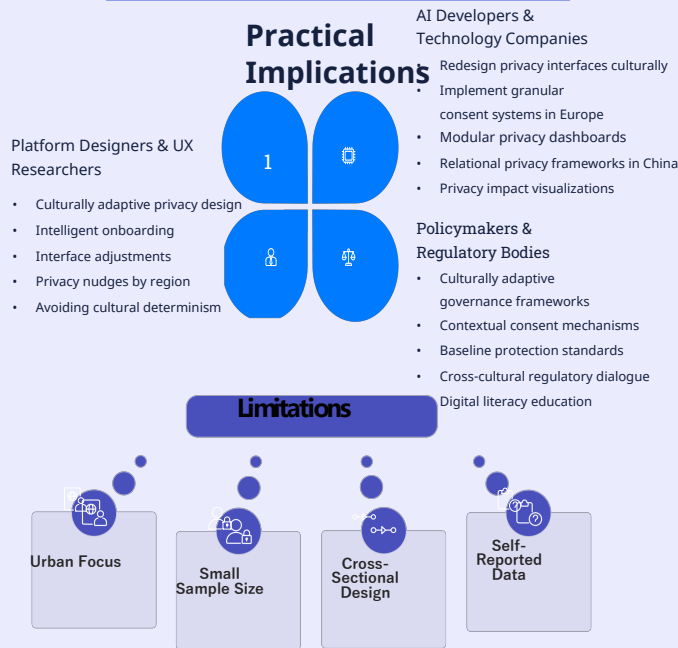 Practical
Implications
AI Developers &
Technology Companies
• Redesign privacy interfaces culturally
• Implement granular
consent systems in Europe
• Modular privacy dashboards
• Relational privacy frameworks in China
• Privacy impact visualizations
Platform Designers & UX
Researchers
• Culturally adaptive privacy design
• Intelligent onboarding
• Interface adjustments
• Privacy nudges by region
• Avoiding cultural determinism
1
Policymakers &
Regulatory Bodies
• Culturally adaptive
governance frameworks
• Contextual consent mechanisms
• Baseline protection standards
• Cross-cultural regulatory dialogue
Digital literacy education
Limitations
Urban Focus
Small
Sample Size
Cross-
Sectional
Design
Self-
Reported
Data